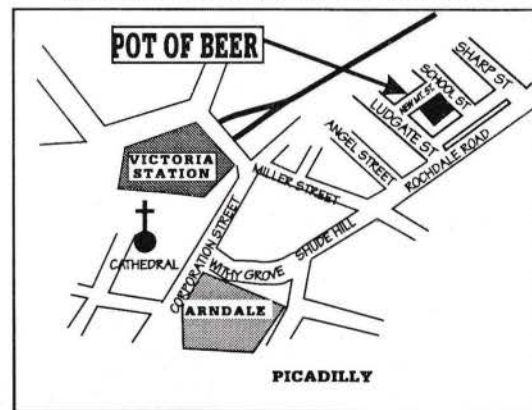 POT OF BEER
SHARP ST
SCHOOL ST
NEW MT. ST.
LUDGATE ST
ANGEL STREET
ROCHDALE ROAD
VICTORIA
STATION
MILLER STREET
CORPORATION STREET
SHUDE HILL
CATHEDRAL
WITHY GROVE
ARNDALE
PICADILLY